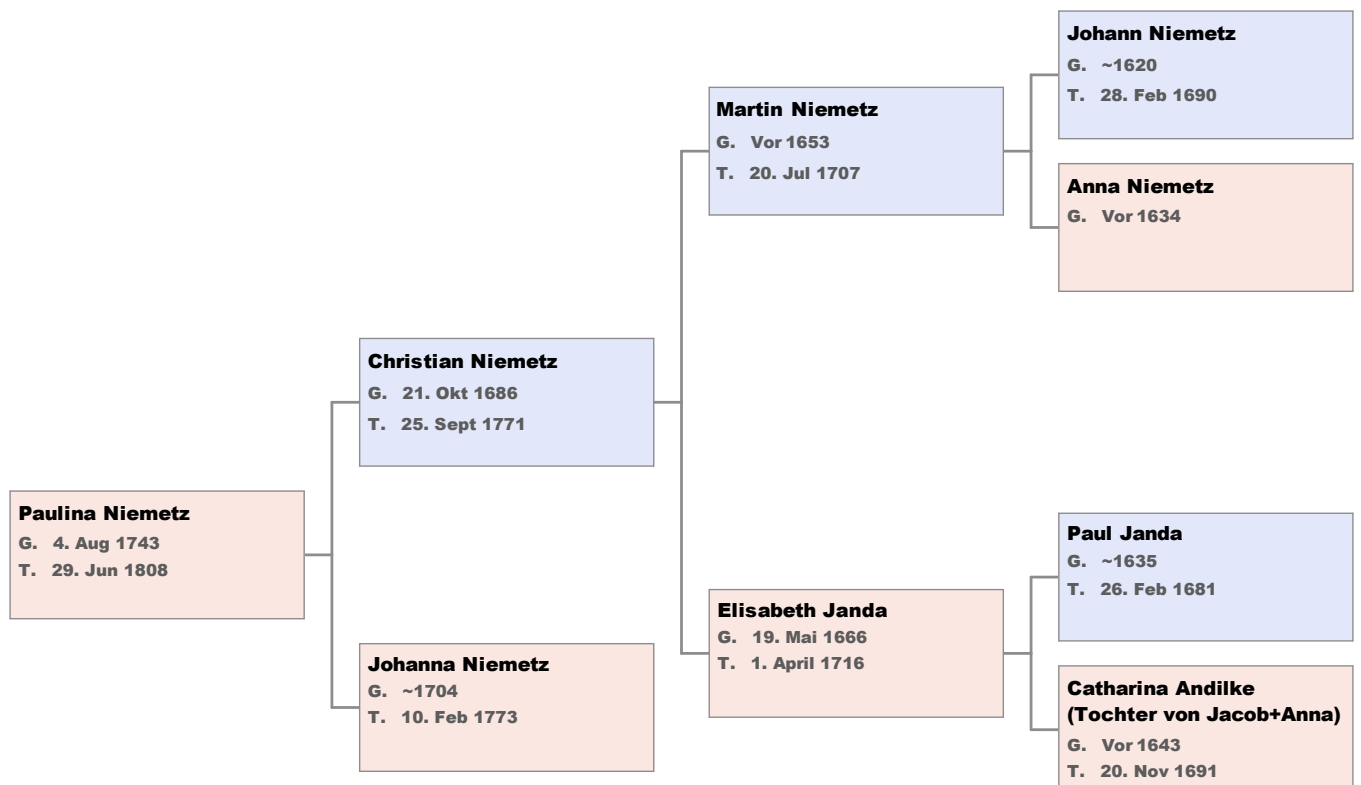 Johann Niemetz
G. ~1620
T. 28. Feb 1690
Martin Niemetz
G. Vor 1653
T. 20. Jul 1707
Anna Niemetz
G. Vor 1634
Christian Niemetz
G. 21. Okt 1686
T. 25. Sept 1771
Paulina Niemetz
G. 4. Aug 1743
T. 29. Jun 1808
Paul Janda
G. ~1635
T. 26. Feb 1681
Elisabeth Janda
G. 19. Mai 1666
T. 1. April 1716
Johanna Niemetz
G. ~1704
T. 10. Feb 1773
Catharina Andilke
(Tochter von Jacob+Anna)
G. Vor 1643
T. 20. Nov 1691